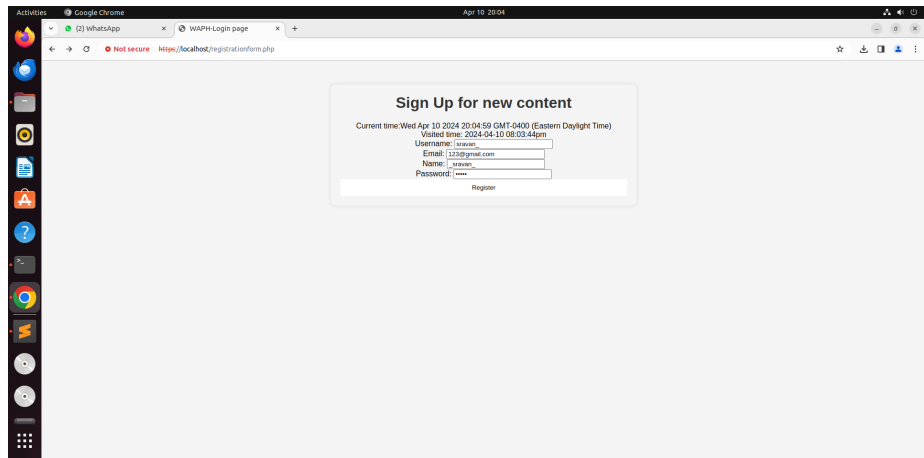 Activities Google Chrome Apr 10 20:04
(2) WhatsApp × WAPH-Login page × +
Not secure https://localhost/registrationform.php
Sign Up for new content
Current time:Wed Apr 10 2024 20:04:59 GMT-0400 (Eastern Daylight Time)
Visited time: 2024-04-10 08:03:44pm
Username: sravan_
Email: 123@gmail.com
Name: _sravan_
Password: •••••
Register